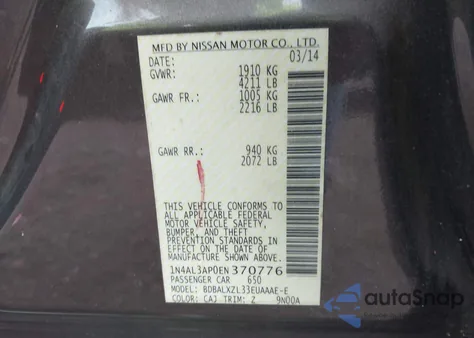 MFD BY NISSAN MOTOR CO., LTD.
DATE: 03/14
GVWR: 1910 KG
4211 LB
GAWR FR.: 1005 KG
2216 LB
GAWR RR.: 940 KG
2072 LB
THIS VEHICLE CONFORMS TO
ALL APPLICABLE FEDERAL
MOTOR VEHICLE SAFETY,
BUMPER, AND THEFT
PREVENTION STANDARDS IN
EFFECT ON THE DATE OF
MANUFACTURE SHOWN ABOVE.
1N4AL3AP0EN370776
PASSENGER CAR 650
MODEL: BDBALXZL33EUAAAE-E
COLOR: CAJ TRIM: Z 9N00A
autoSnap